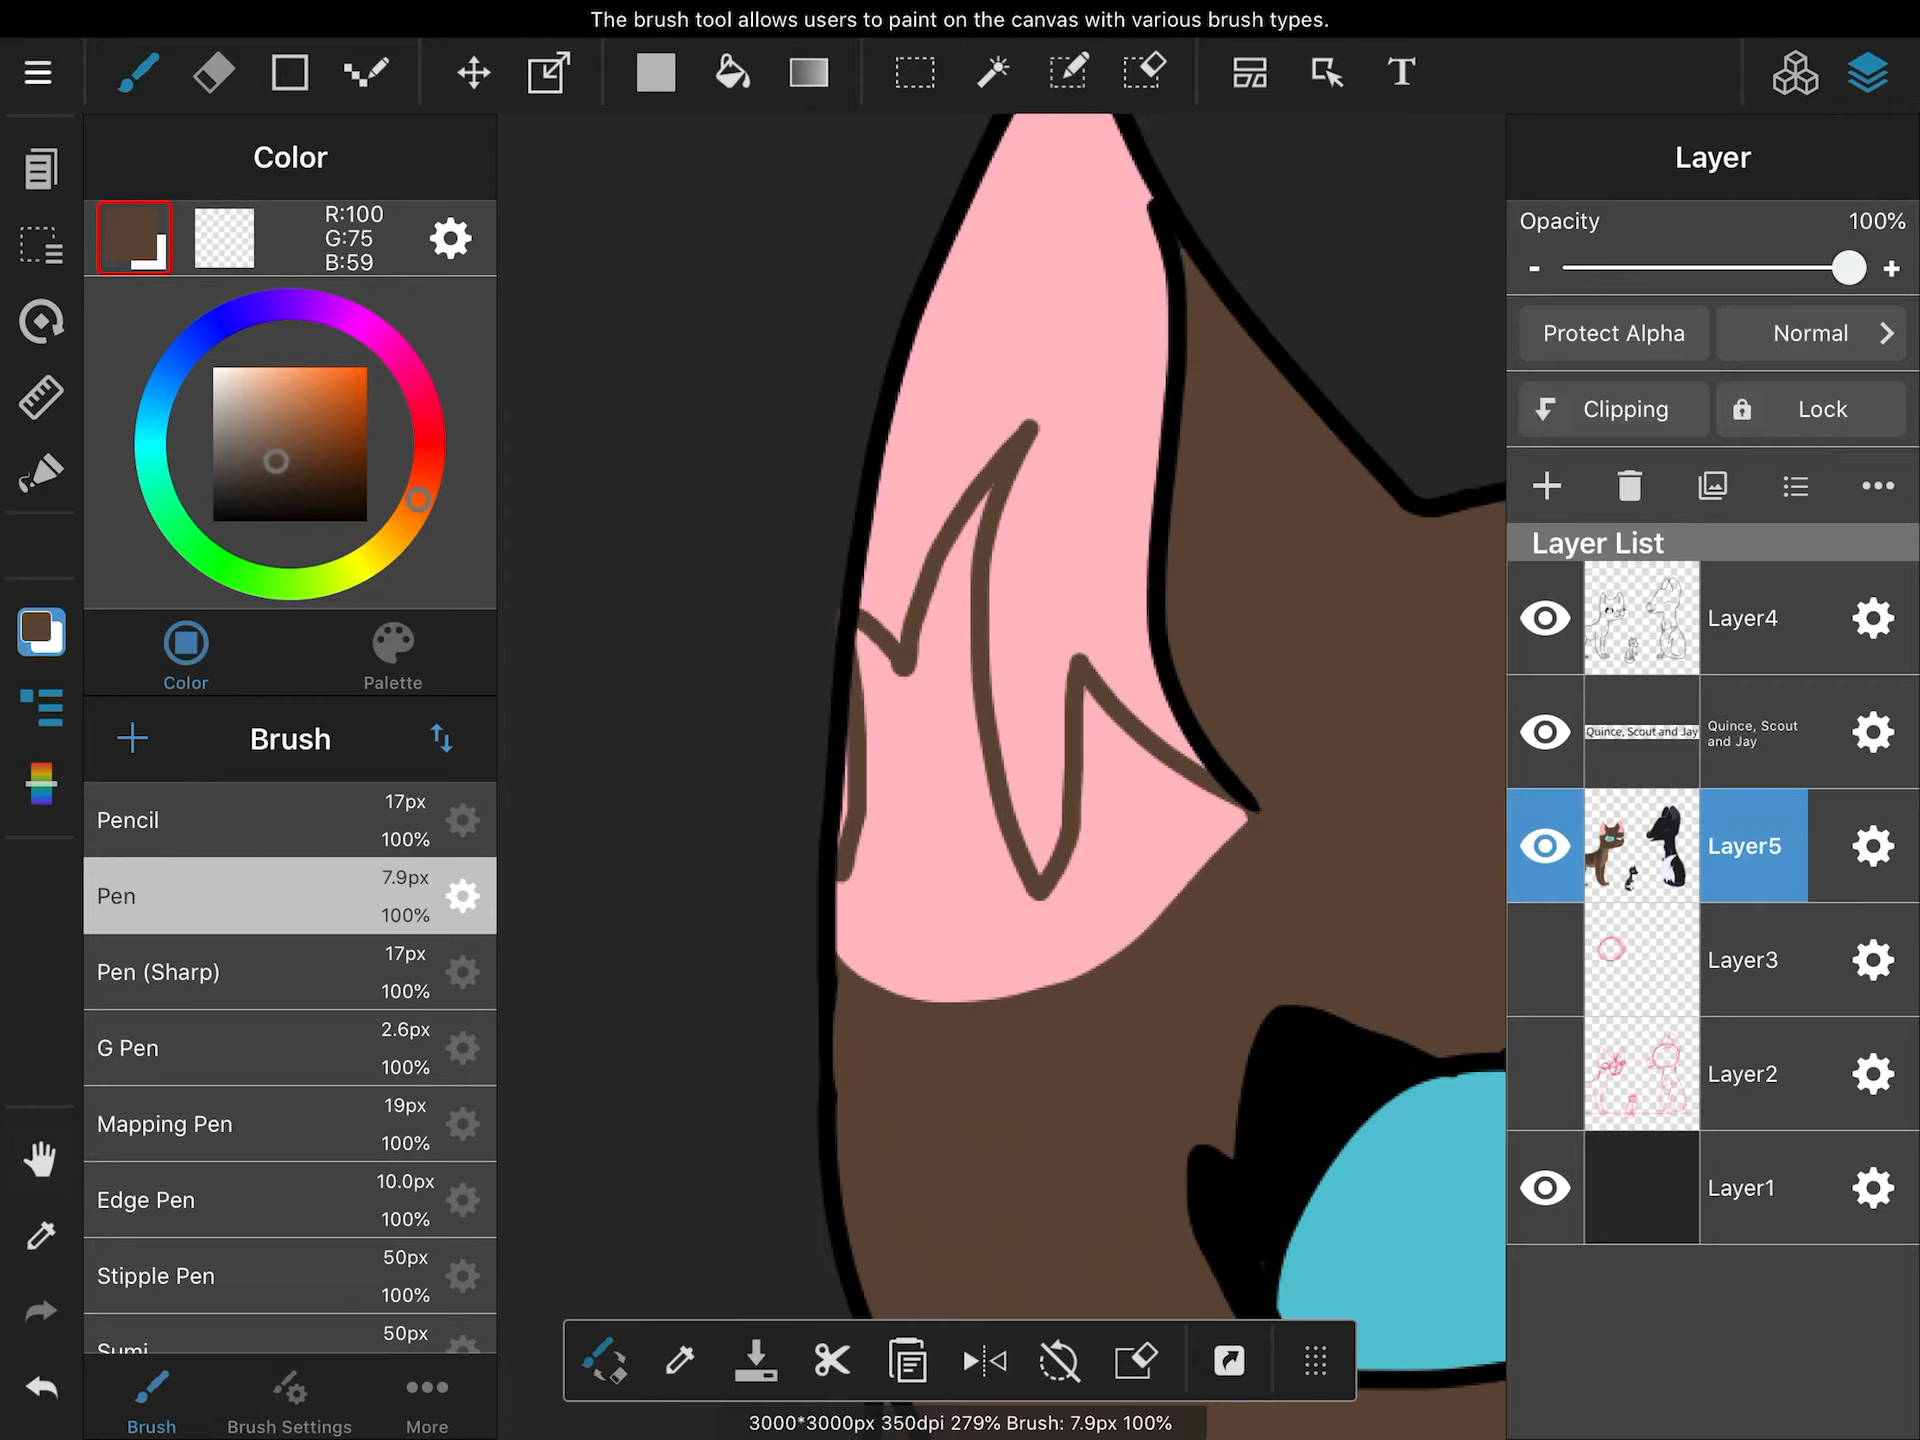 The brush tool allows users to paint on the canvas with various brush types.
T
Color
R:100
G:75
B:59
Color
Palette
Brush
Pencil
17px
100%
Pen
7.9px
100%
Pen (Sharp)
17px
100%
G Pen
2.6px
100%
Mapping Pen
19px
100%
Edge Pen
10.0px
100%
Stipple Pen
50px
100%
Sumi
50px
Brush
Brush Settings
More
3000*3000px 350dpi 279% Brush: 7.9px 100%
Layer
Opacity
100%
-
+
Protect Alpha
Normal
Clipping
Lock
Layer List
Layer4
Quince, Scout and Jay
Quince, Scout
and Jay
Layer5
Layer3
Layer2
Layer1